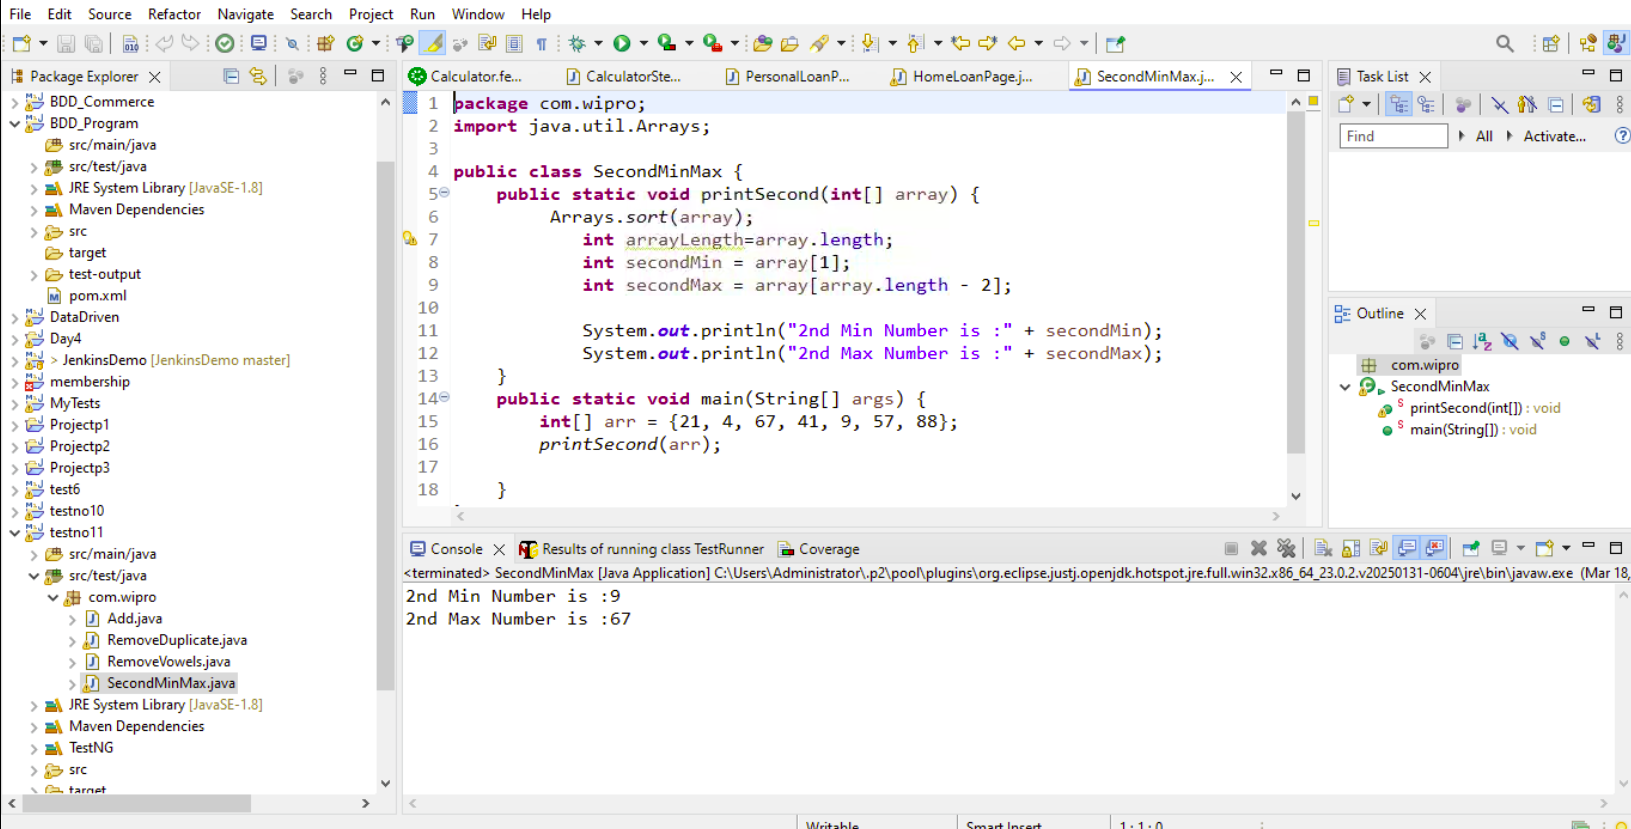 File Edit Source Refactor Navigate Search Project Run Window Help
Package Explorer
BDD_Commerce
BDD_Program
src/main/java
src/test/java
JRE System Library [JavaSE-1.8]
Maven Dependencies
src
target
test-output
pom.xml
DataDriven
Day4
> JenkinsDemo [JenkinsDemo master]
membership
MyTests
Projectp1
Projectp2
Projectp3
test6
testno10
testno11
src/main/java
src/test/java
com.wipro
Add.java
RemoveDuplicate.java
RemoveVowels.java
SecondMinMax.java
JRE System Library [JavaSE-1.8]
Maven Dependencies
TestNG
src
target
Calculator.fe... CalculatorSte... PersonalLoanP... HomeLoanPage.j... SecondMinMax.j...
1 package com.wipro;
2 import java.util.Arrays;
3
4 public class SecondMinMax {
5 public static void printSecond(int[] array) {
6 Arrays.sort(array);
7 int arrayLength=array.length;
8 int secondMin = array[1];
9 int secondMax = array[array.length - 2];
10
11 System.out.println("2nd Min Number is :" + secondMin);
12 System.out.println("2nd Max Number is :" + secondMax);
13 }
14 public static void main(String[] args) {
15 int[] arr = {21, 4, 67, 41, 9, 57, 88};
16 printSecond(arr);
17
18 }
Console Results of running class TestRunner Coverage
<terminated> SecondMinMax [Java Application] C:\Users\Administrator\.p2\pool\plugins\org.eclipse.justj.openjdk.hotspot.jre.full.win32.x86_64_23.0.2.v20250131-0604\jre\bin\javaw.exe (Mar 18,
2nd Min Number is :9
2nd Max Number is :67
Task List
Find All Activate...
Outline
com.wipro
SecondMinMax
printSecond(int[]) : void
main(String[]) : void
Writable Smart Insert 1 : 1 : 0